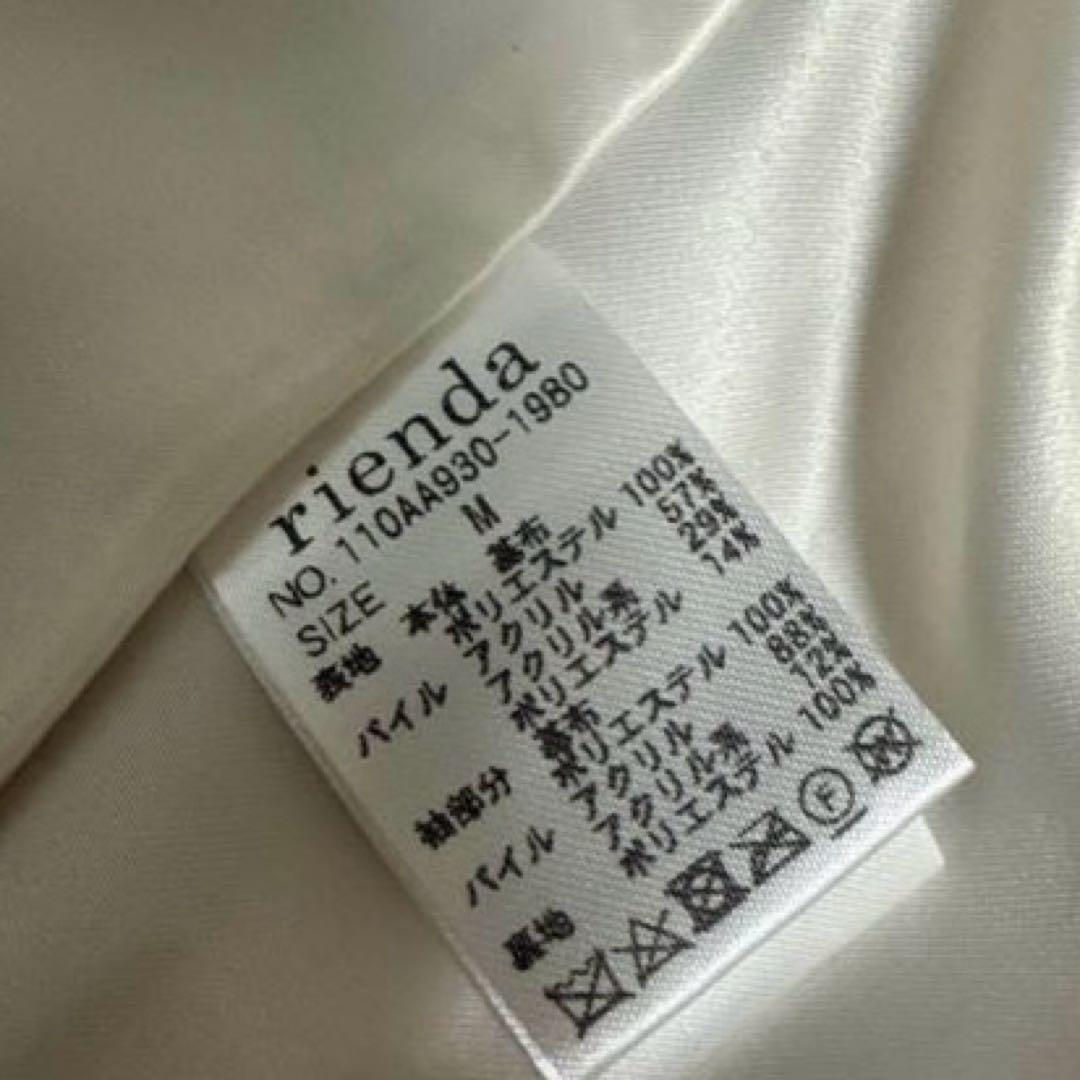 rienda
NO. 110AA930-1980
SIZE M
表地 本体 基布
ポリエステル 100%
パイル アクリル 57%
アクリル系 29%
ポリエステル 14%
袖部分 基布
ポリエステル 100%
パイル アクリル 88%
アクリル系 12%
裏地 ポリエステル 100%
F